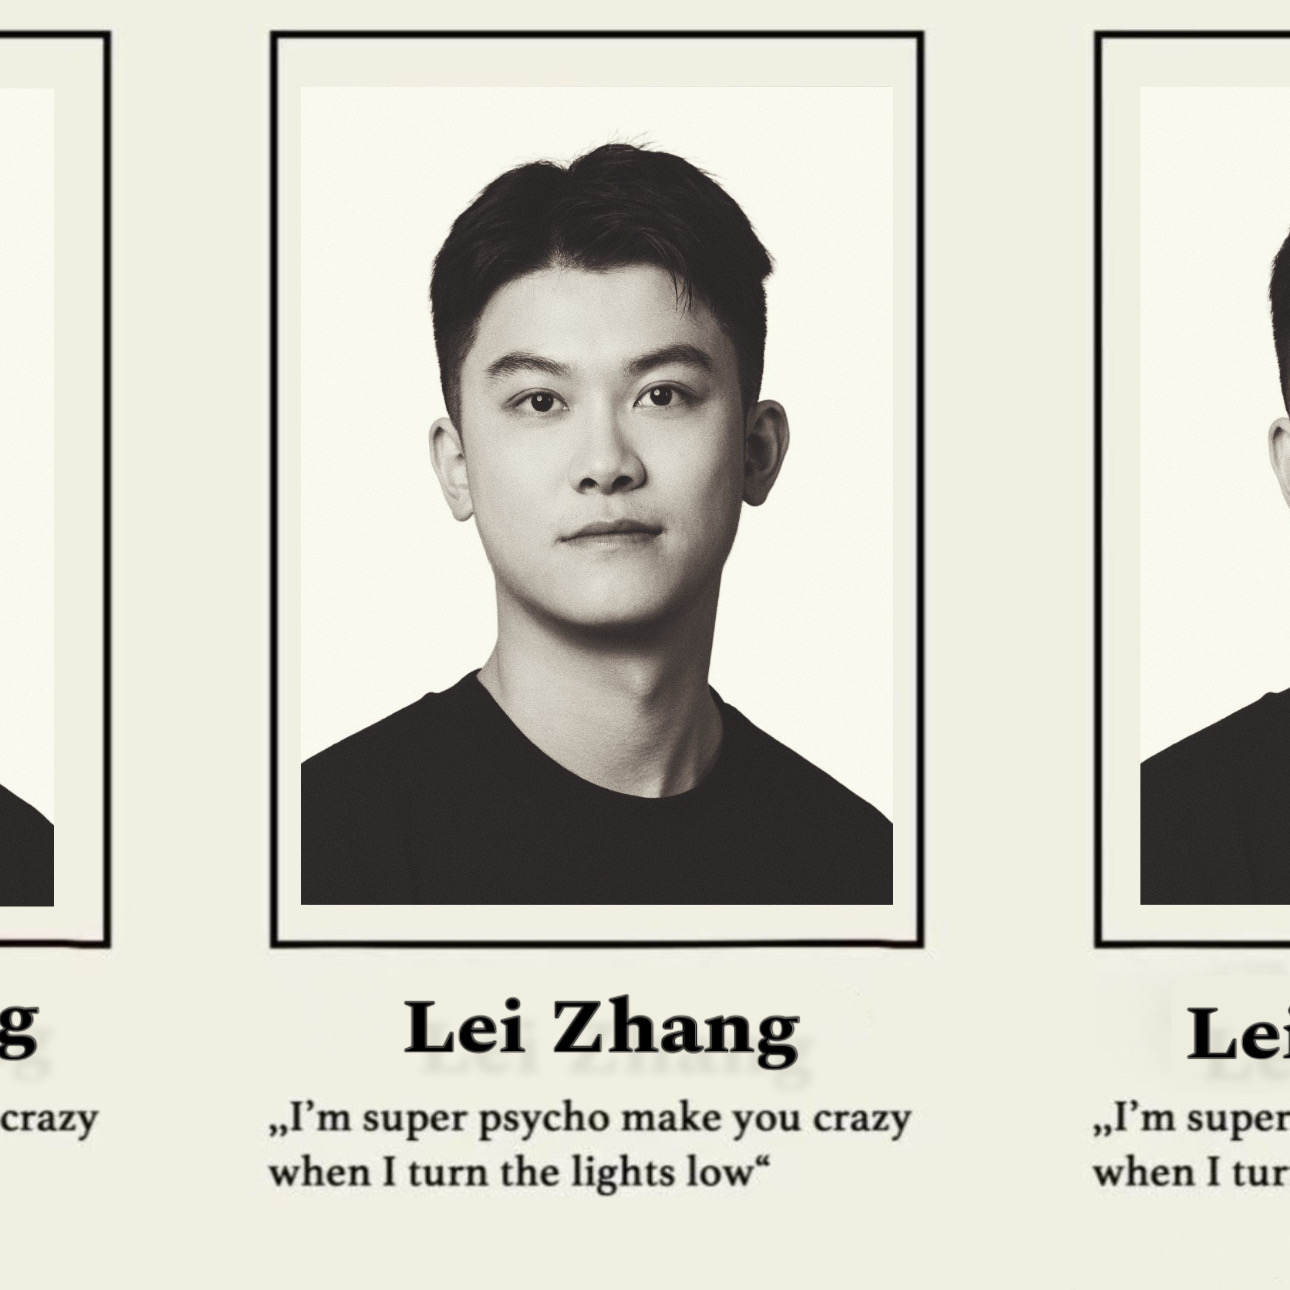 g
Lei Zhang
Lei
crazy
„I’m super psycho make you crazy
when I turn the lights low“
„I’m super
when I tur